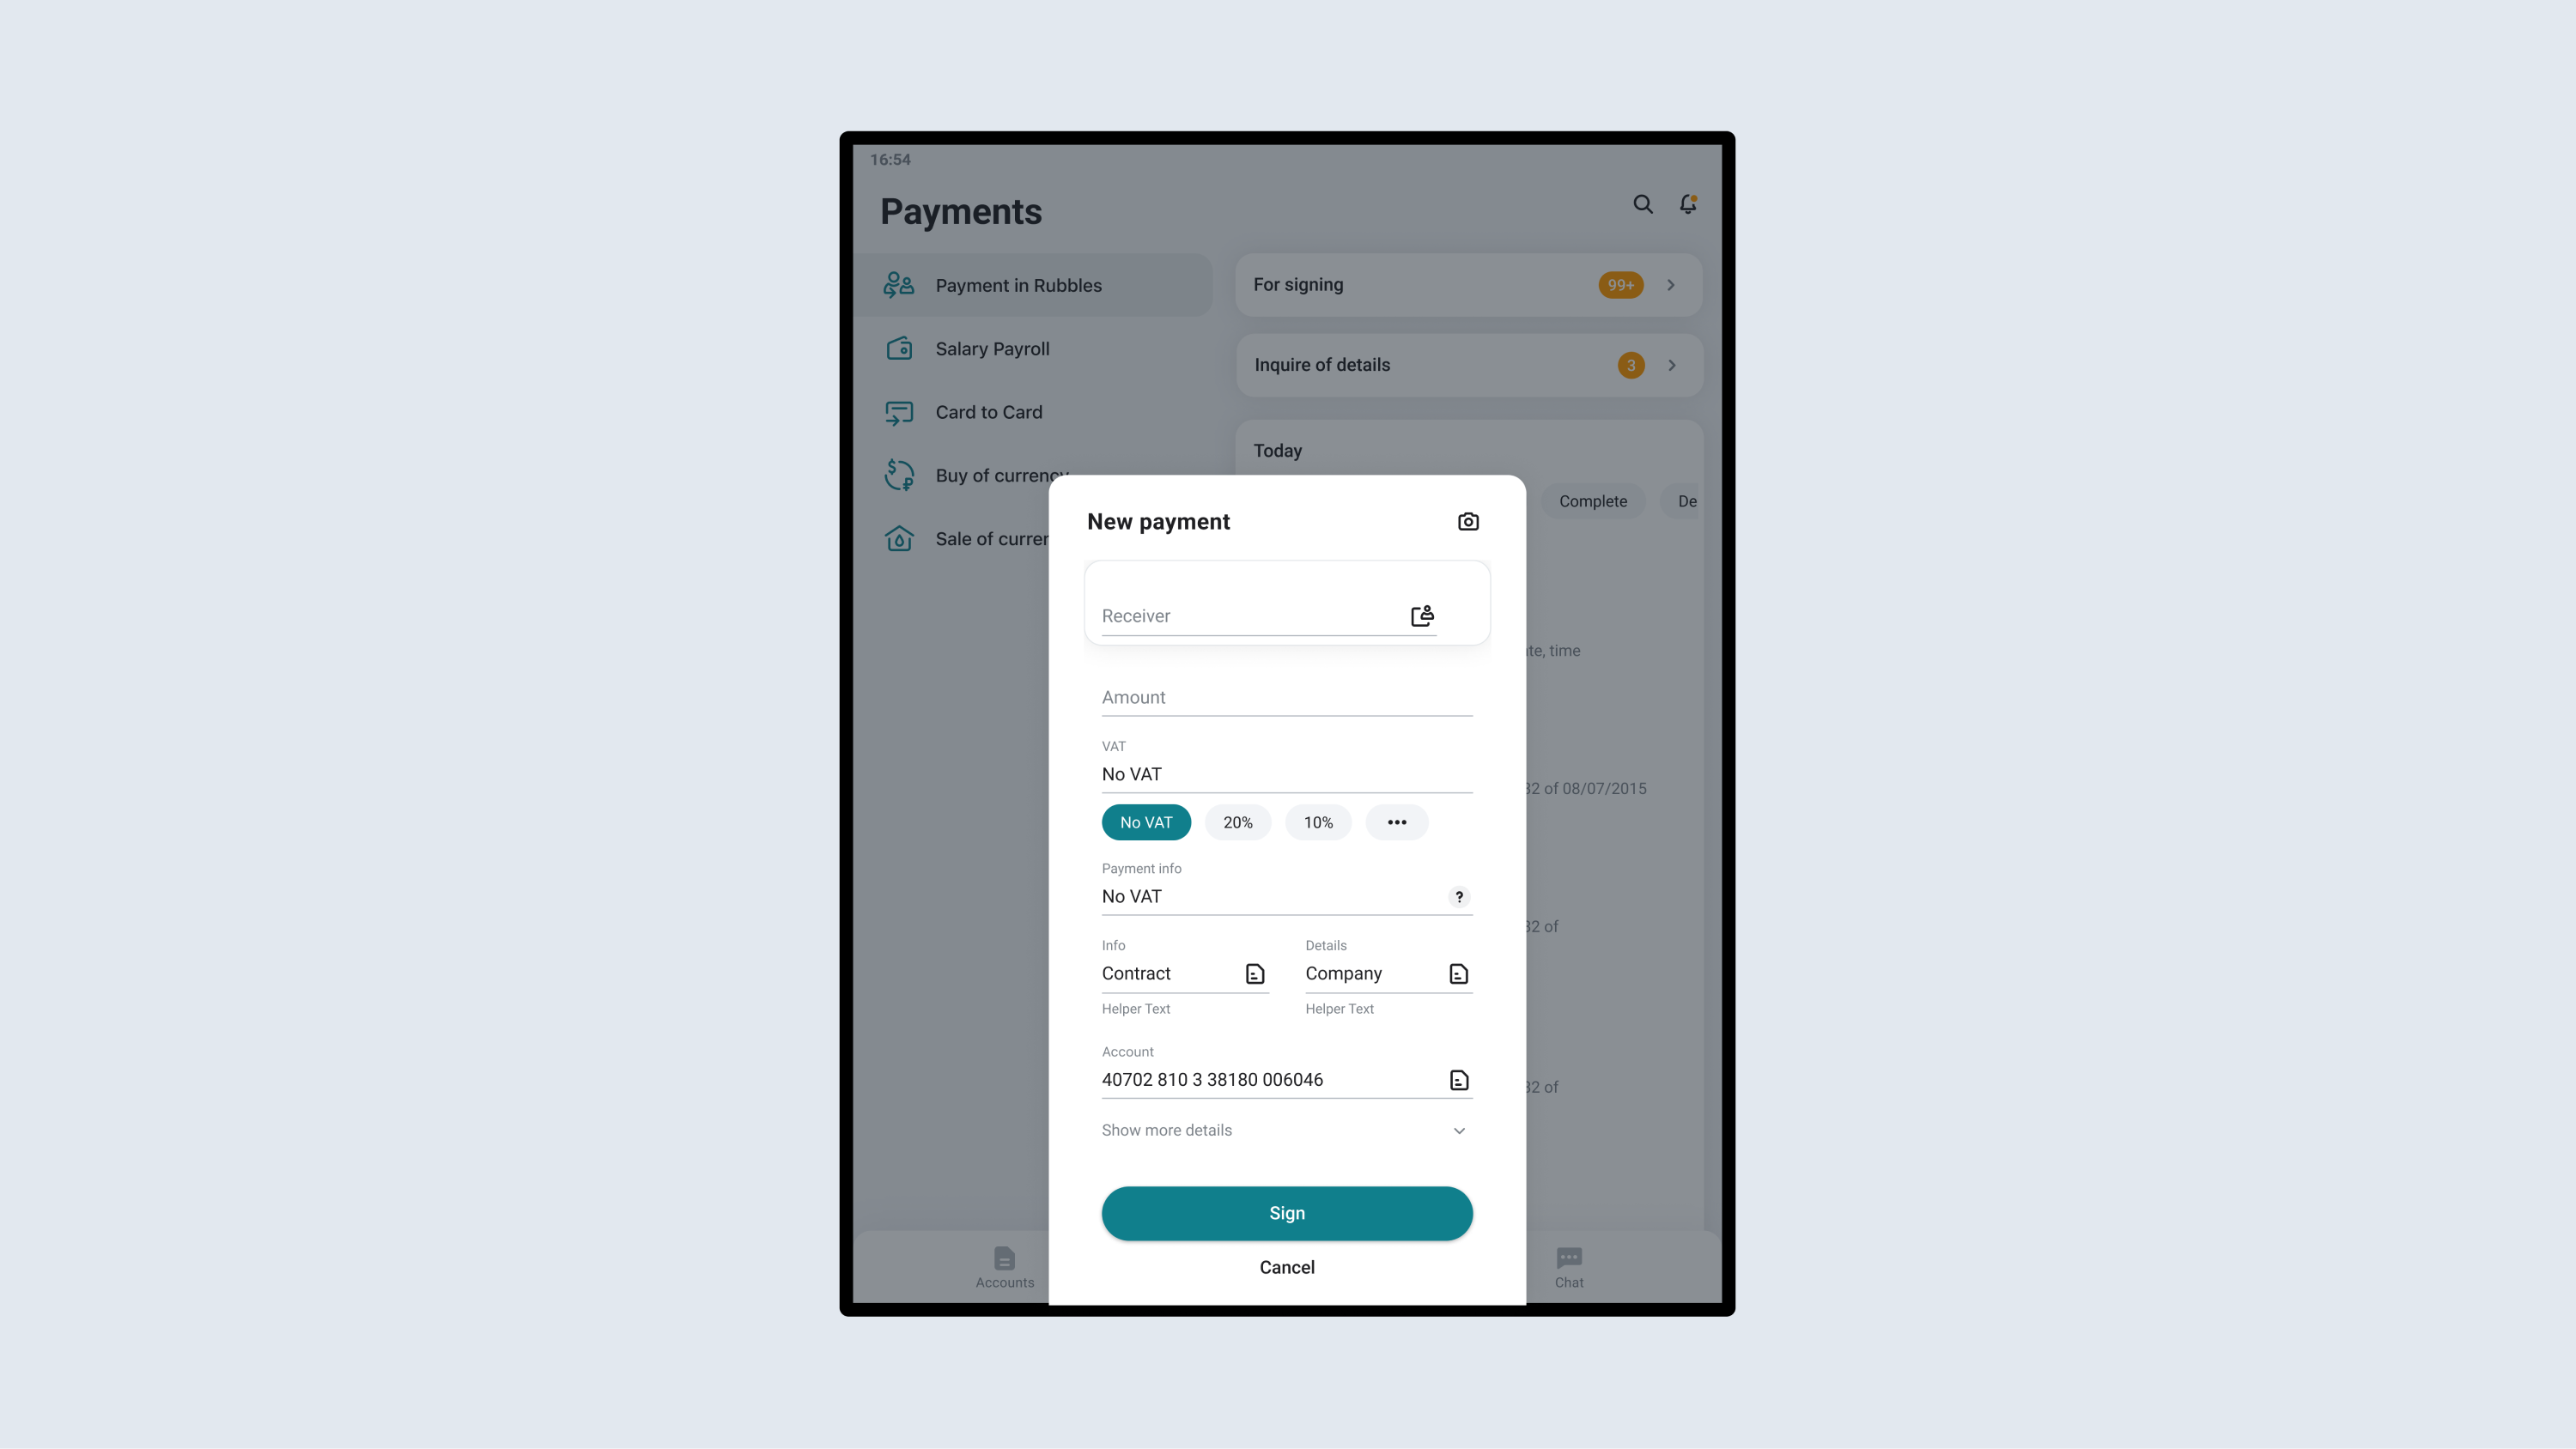 16:54
Payments
Payment in Rubbles
Salary Payroll
Card to Card
Buy of currency
Sale of curren
For signing
99+
Inquire of details
3
Today
Complete
De
te, time
32 of 08/07/2015
32 of
32 of
New payment
Receiver
Amount
VAT
No VAT
No VAT 20% 10% •••
Payment info
No VAT
?
Info
Contract
Helper Text
Details
Company
Helper Text
Account
40702 810 3 38180 006046
Show more details
Sign
Cancel
Accounts
Chat